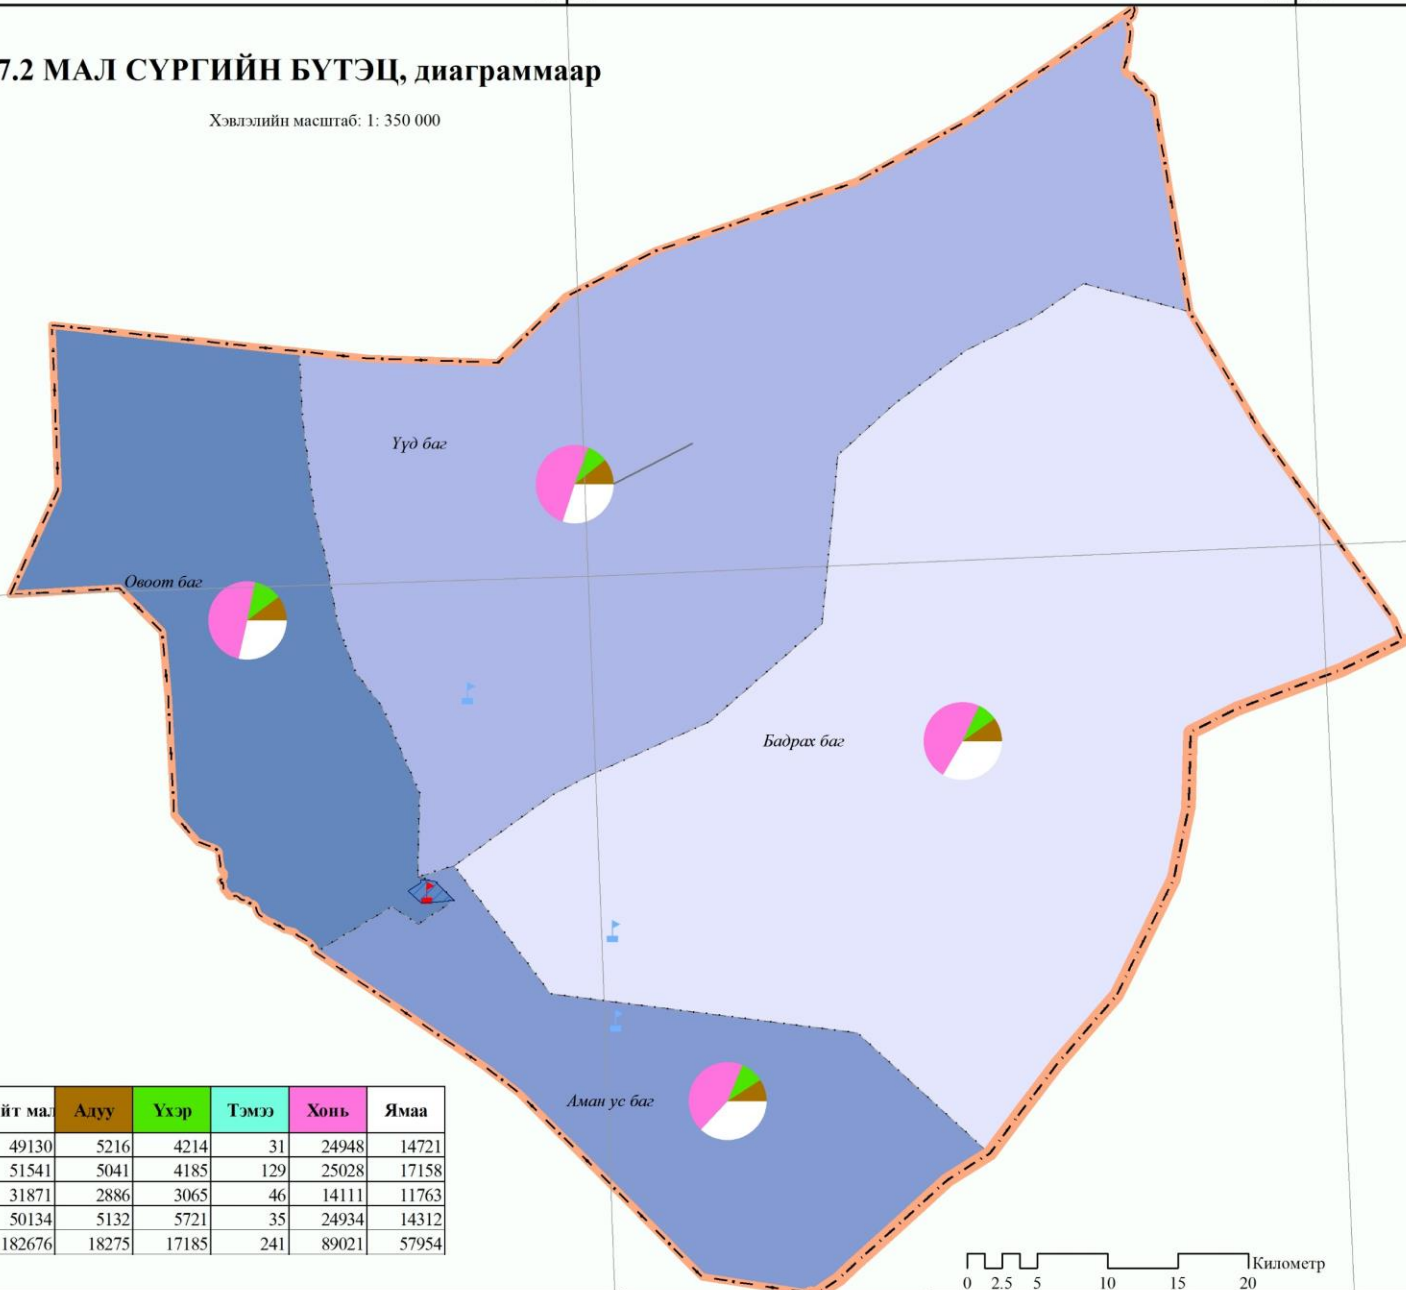 7.2 МАЛ СҮРГИЙН БҮТЭЦ, диаграммаар
Хэвлэлийн масштаб: 1: 350 000
Үүд баг
Овоот баг
Бадрах баг
Аман ус баг
йт мал Адуу Үхэр Тэмээ Хонь Ямаа
49130 5216 4214 31 24948 14721
51541 5041 4185 129 25028 17158
31871 2886 3065 46 14111 11763
50134 5132 5721 35 24934 14312
182676 18275 17185 241 89021 57954
Километр
0 2.5 5 10 15 20